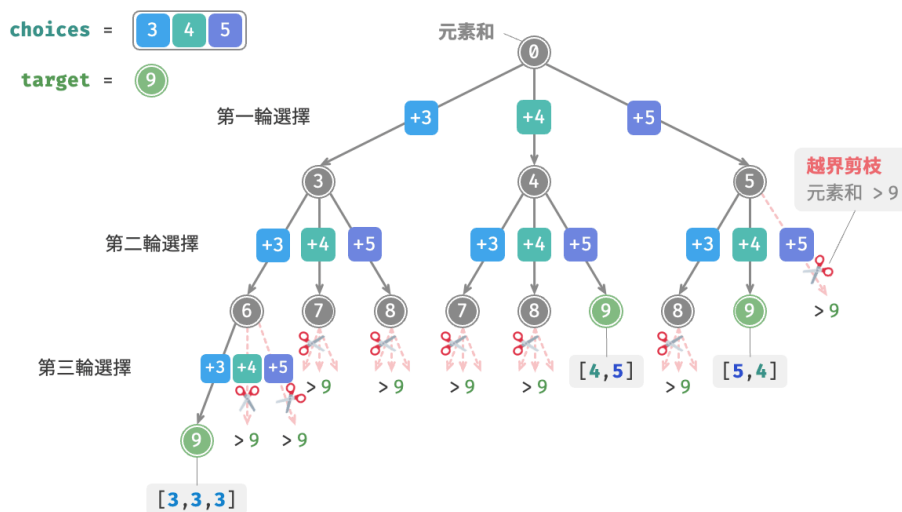 choices = 3 4 5
元素和
0
target = 9
第一輪選擇
+3 +4 +5
越界剪枝
元素和 > 9
3 4 5
第二輪選擇
+3 +4 +5 +3 +4 +5 +3 +4 +5
6 7 8 7 8 9 8 9 > 9
第三輪選擇
+3 +4 +5
> 9 > 9 > 9 > 9 [4,5] > 9 [5,4]
9 > 9 > 9
[3,3,3]